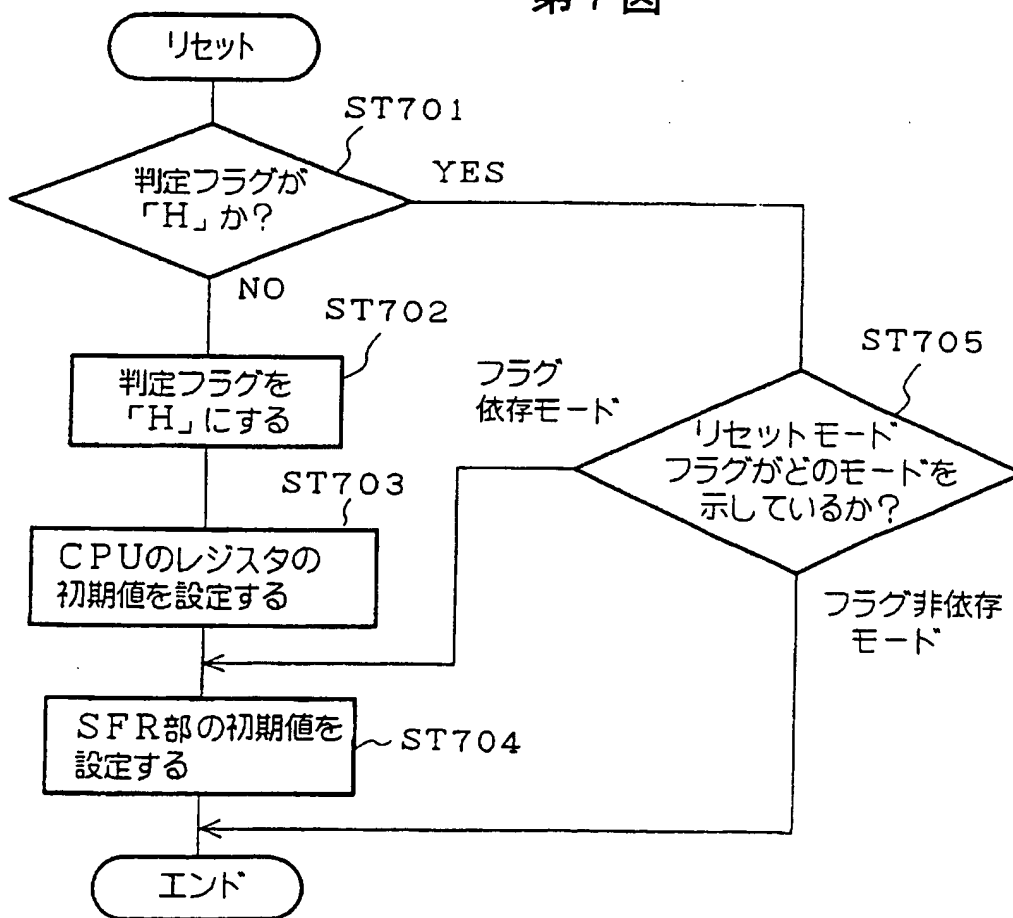 第7図
リセット
ST701
判定フラグが
「H」か?
YES
NO
ST702
判定フラグを
「H」にする
ST703
CPUのレジスタの
初期値を設定する
SFR部の初期値を
設定する
ST704
フラグ
依存モード
ST705
リセットモード
フラグがどのモードを
示しているか?
フラグ非依存
モード
エンド